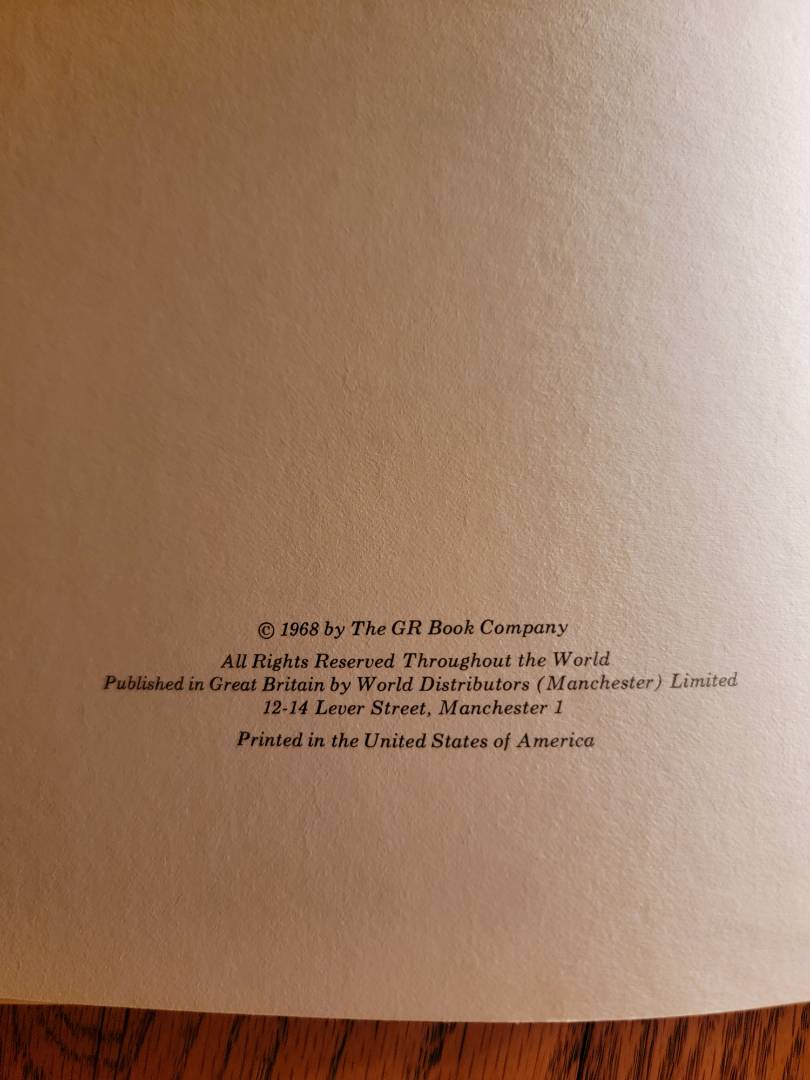 © 1968 by The GR Book Company
All Rights Reserved Throughout the World
Published in Great Britain by World Distributors (Manchester) Limited
12-14 Lever Street, Manchester 1
Printed in the United States of America